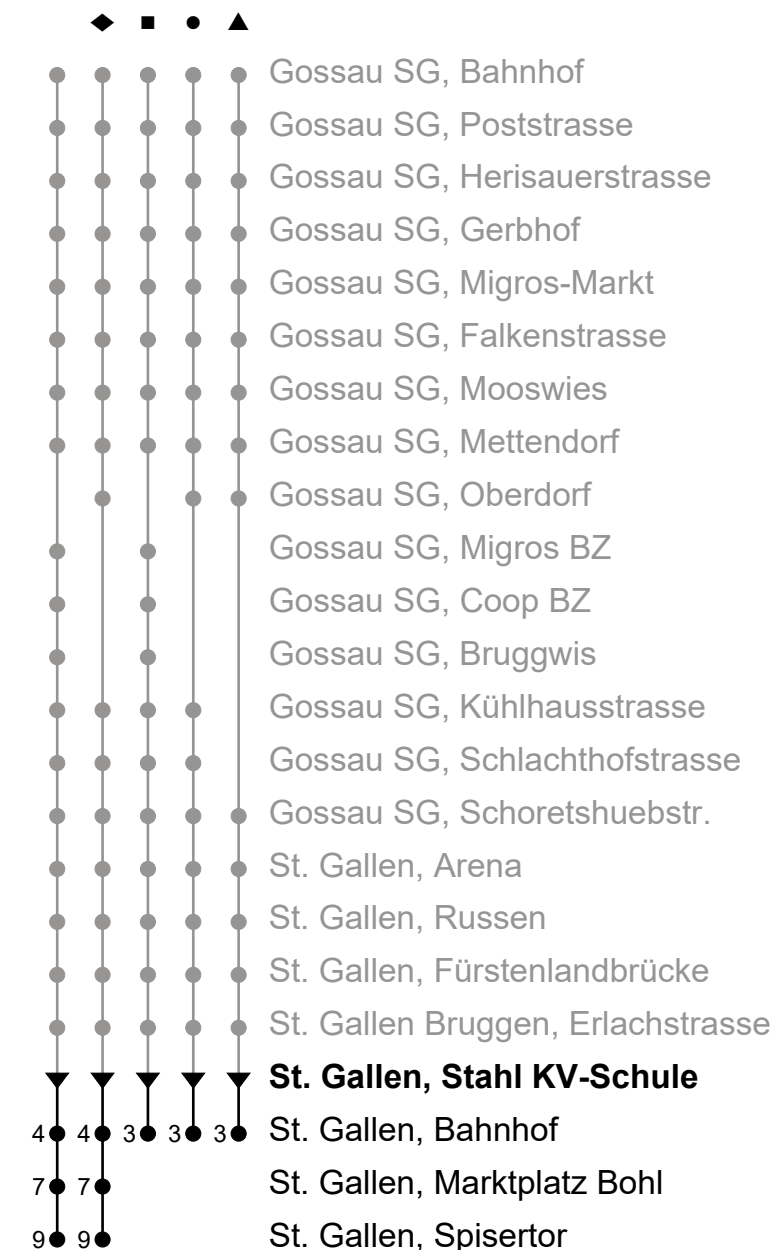 Gossau SG, Bahnhof
Gossau SG, Poststrasse
Gossau SG, Herisauerstrasse
Gossau SG, Gerbhof
Gossau SG, Migros-Markt
Gossau SG, Falkenstrasse
Gossau SG, Mooswies
Gossau SG, Mettendorf
Gossau SG, Oberdorf
Gossau SG, Migros BZ
Gossau SG, Coop BZ
Gossau SG, Bruggwis
Gossau SG, Kühlhausstrasse
Gossau SG, Schlachthofstrasse
Gossau SG, Schoretshuebstr.
St. Gallen, Arena
St. Gallen, Russen
St. Gallen, Fürstenlandbrücke
St. Gallen Bruggen, Erlachstrasse
St. Gallen, Stahl KV-Schule
4 4 3 3 3 St. Gallen, Bahnhof
7 7 St. Gallen, Marktplatz Bohl
9 9 St. Gallen, Spisertor